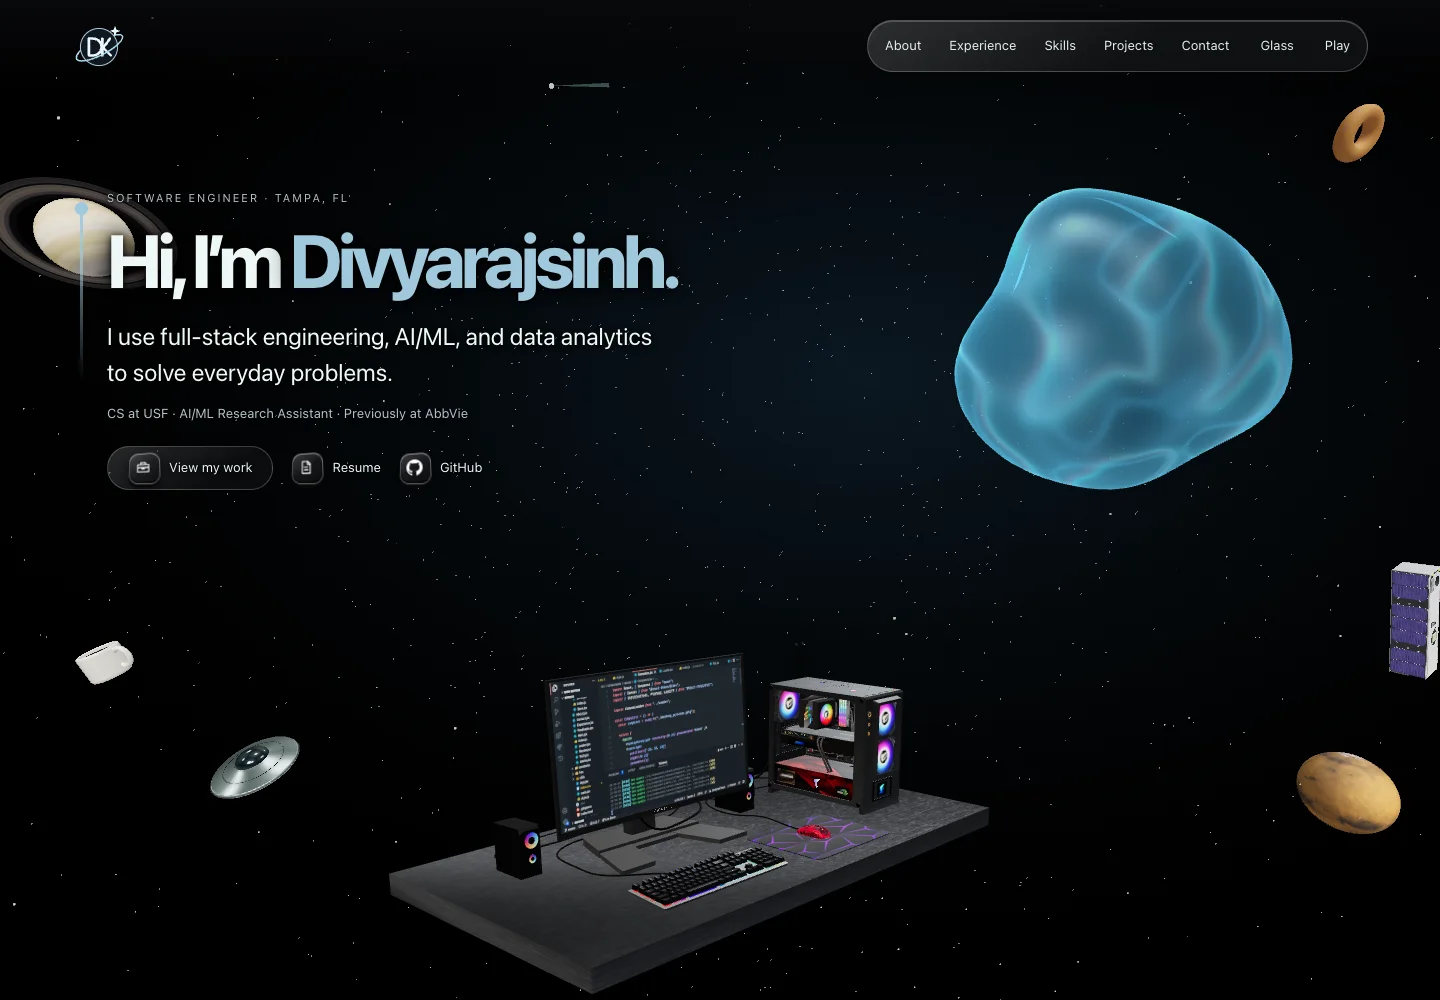 DK
About Experience Skills Projects Contact Glass Play
SOFTWARE ENGINEER · TAMPA, FL
Hi, I'm Divyarajsinh.
I use full-stack engineering, AI/ML, and data analytics
to solve everyday problems.
CS at USF · AI/ML Research Assistant · Previously at AbbVie
View my work Resume GitHub